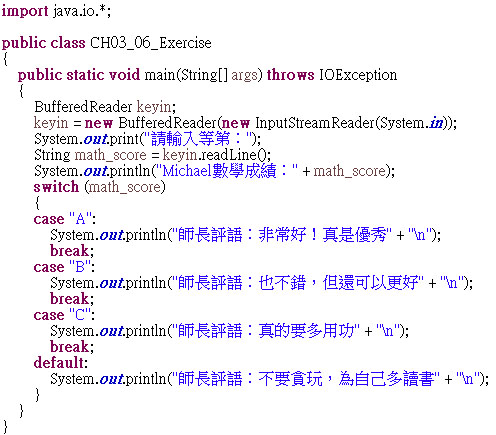 import java.io.*;
public class CH03_06_Exercise
{
public static void main(String[] args) throws IOException
{
BufferedReader keyin;
keyin = new BufferedReader(new InputStreamReader(System.in));
System.out.print("請輸入等第：");
String math_score = keyin.readLine();
System.out.println("Michael數學成績：" + math_score);
switch (math_score)
{
case "A":
System.out.println("師長評語：非常好！真是優秀" + "\n");
break;
case "B":
System.out.println("師長評語：也不錯，但還可以更好" + "\n");
break;
case "C":
System.out.println("師長評語：真的要多用功" + "\n");
break;
default:
System.out.println("師長評語：不要貪玩，為自己多讀書" + "\n");
}
}
}